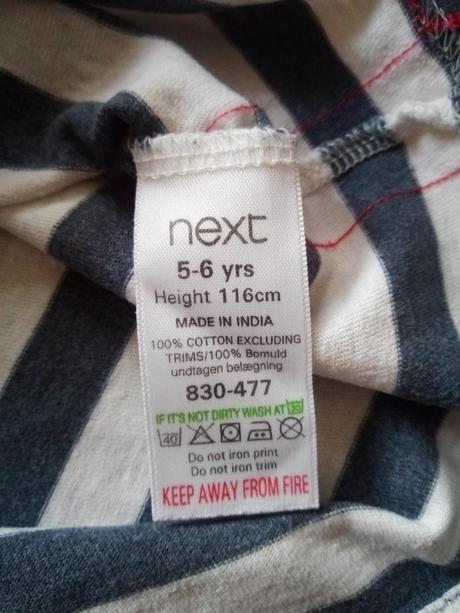 next
5-6 yrs
Height 116cm
MADE IN INDIA
100% COTTON EXCLUDING
TRIMS/100% Bomuld
undtagen belægning
830-477
IF IT'S NOT DIRTY WASH AT 30
40
Do not iron print
Do not iron trim
KEEP AWAY FROM FIRE